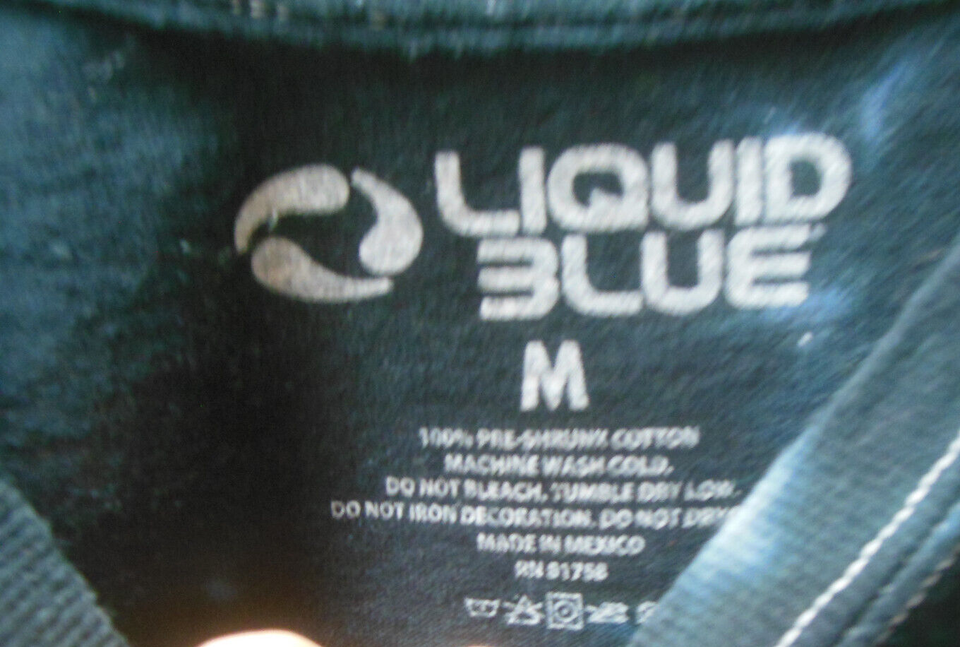 LIQUID
BLUE
M
100% PRE-SHRUNK COTTON
MACHINE WASH COLD.
DO NOT BLEACH. TUMBLE DRY LOW.
DO NOT IRON DECORATION. DO NOT
MADE IN MEXICO
RN 91756